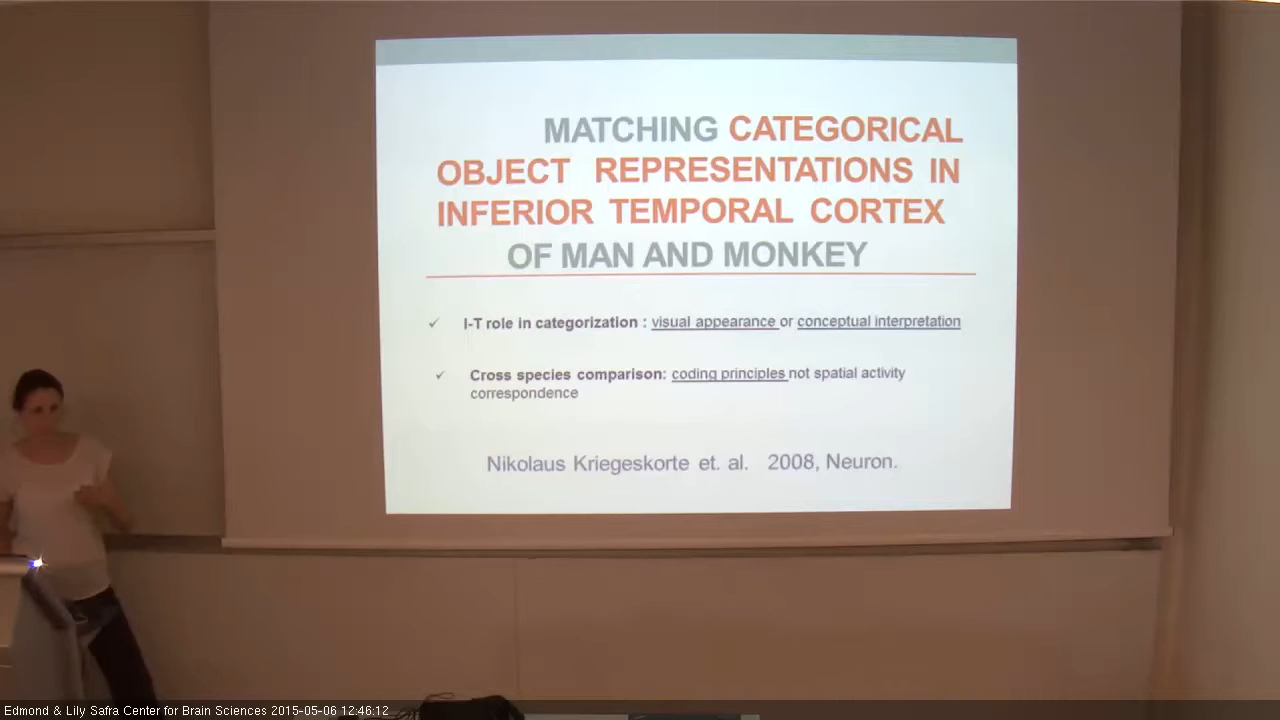 MATCHING CATEGORICAL
OBJECT REPRESENTATIONS IN
INFERIOR TEMPORAL CORTEX
OF MAN AND MONKEY
✓ I-T role in categorization : visual appearance or conceptual interpretation
✓ Cross species comparison: coding principles not spatial activity
correspondence
Nikolaus Kriegeskorte et. al. 2008, Neuron.
Edmond & Lily Safra Center for Brain Sciences 2015-05-06 12:46:12